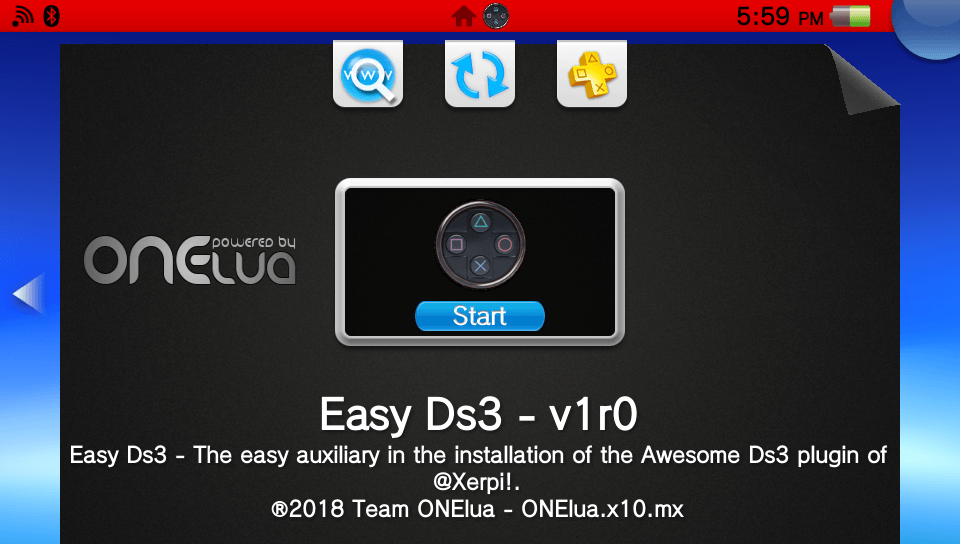 5:59 PM
www
powered by
ONElua
Start
Easy Ds3 - v1r0
Easy Ds3 - The easy auxiliary in the installation of the Awesome Ds3 plugin of
@Xerpi!.
®2018 Team ONElua - ONElua.x10.mx